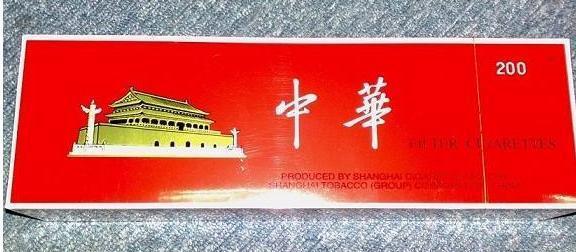 200
中華
FILTER CIGARETTES
PRODUCED BY SHANGHAI
SHANGHAI TOBACCO (GROUP)